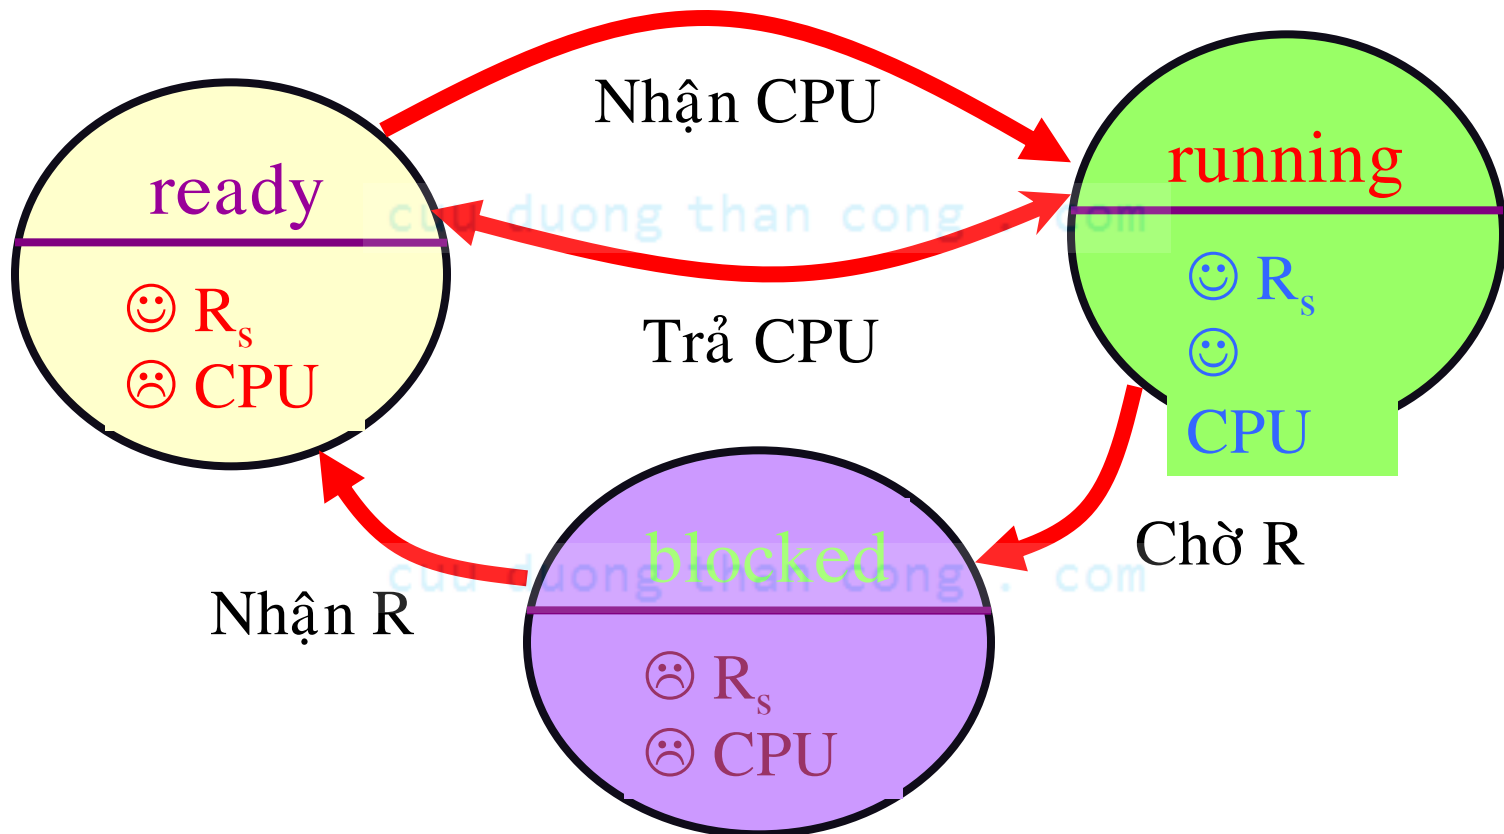 Nhận CPU
running
ready
cuu duong than cong . com
☺ Rs
☺
CPU
☺ Rs
☹ CPU
Trả CPU
Chờ R
blocked
cuu duong than cong . com
Nhận R
☹ Rs
☹ CPU